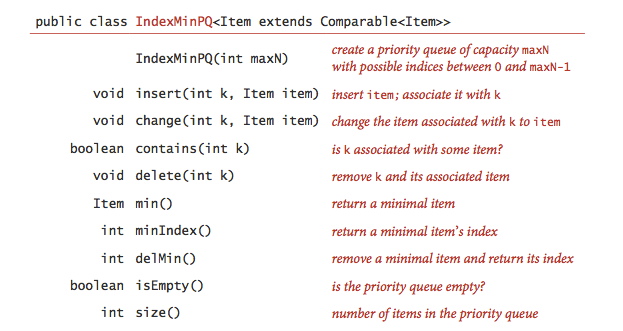 public class IndexMinPQ<Item extends Comparable<Item>>
IndexMinPQ(int maxN) create a priority queue of capacity maxN
with possible indices between 0 and maxN-1
void insert(int k, Item item) insert item; associate it with k
void change(int k, Item item) change the item associated with k to item
boolean contains(int k) is k associated with some item?
void delete(int k) remove k and its associated item
Item min() return a minimal item
int minIndex() return a minimal item's index
int delMin() remove a minimal item and return its index
boolean isEmpty() is the priority queue empty?
int size() number of items in the priority queue